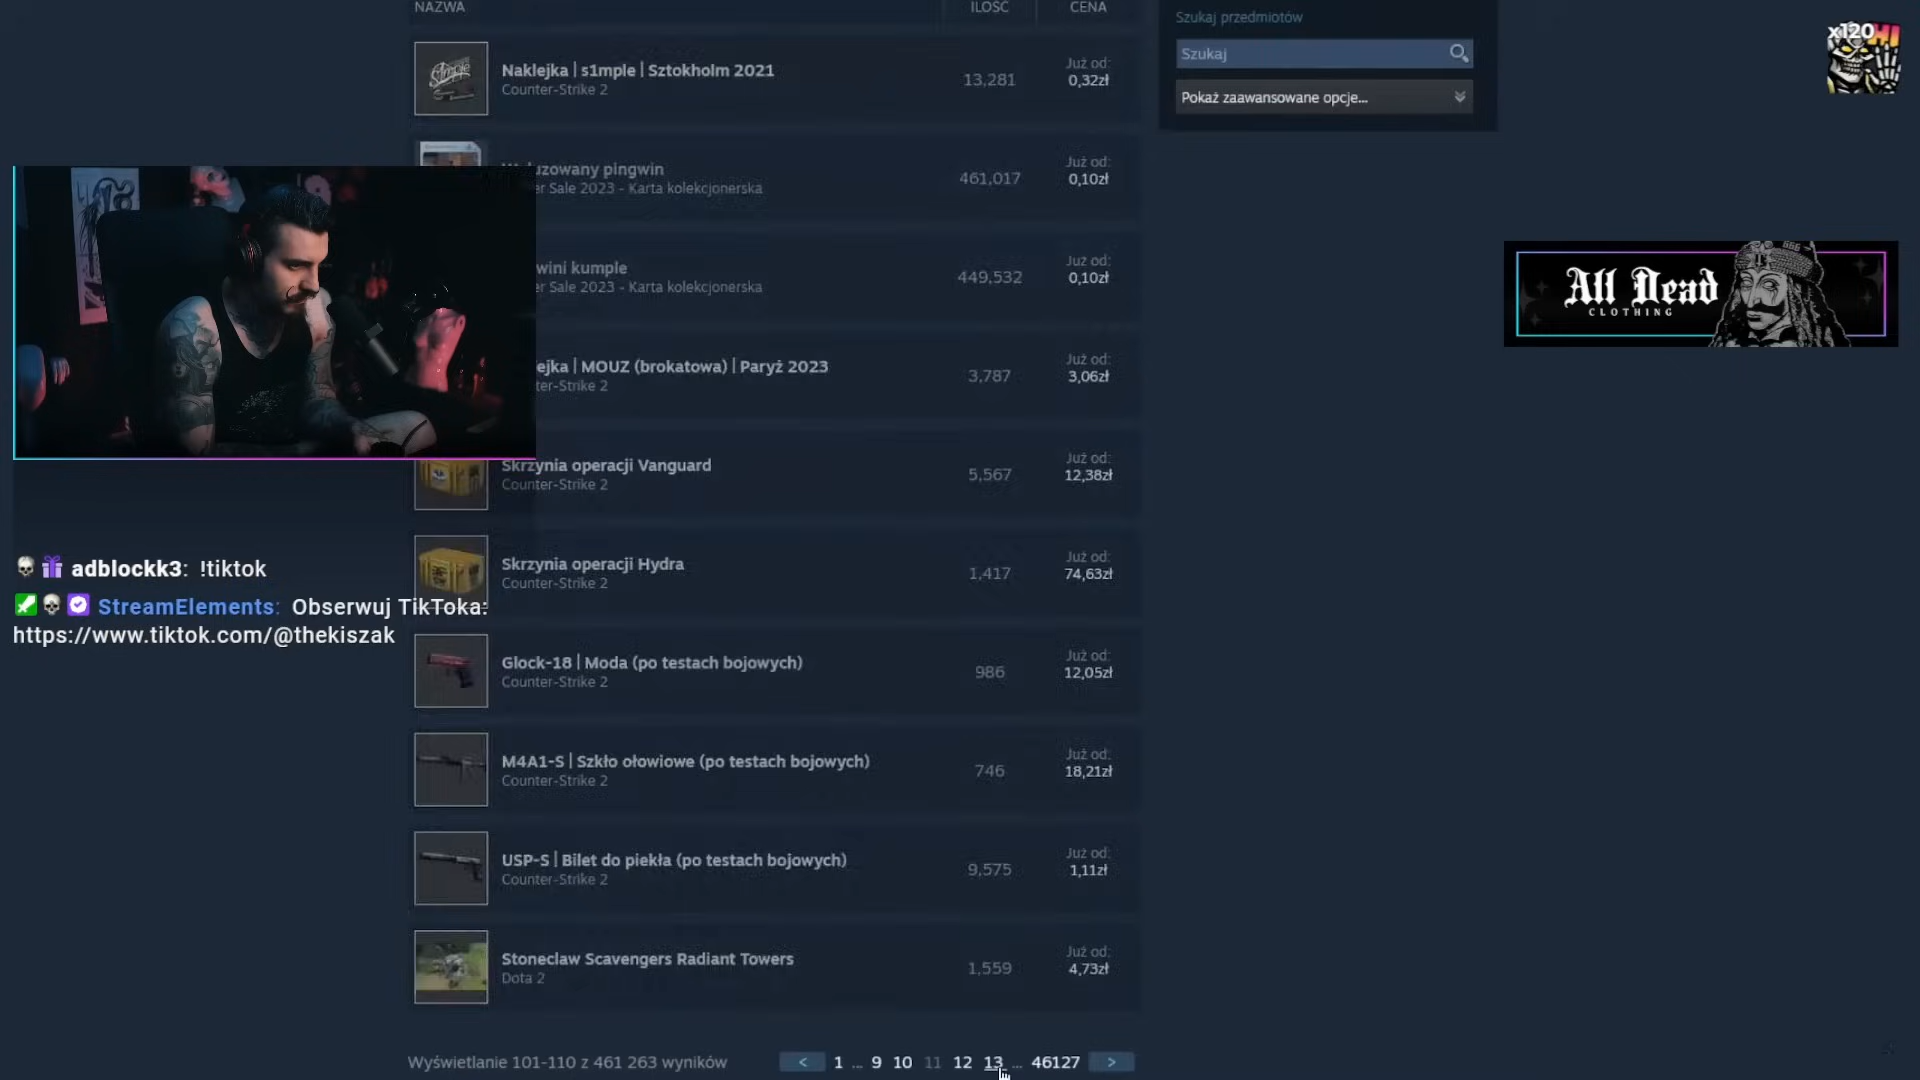 NAZWA
ILOŚĆ
CENA
Naklejka | s1mple | Sztokholm 2021
Counter-Strike 2
13,281
Już od:
0,32zł
uzowany pingwin
er Sale 2023 - Karta kolekcjonerska
461,017
Już od:
0,10zł
wini kumple
er Sale 2023 - Karta kolekcjonerska
449,532
Już od:
0,10zł
ejka | MOUZ (brokatowa) | Paryż 2023
ter-Strike 2
3,787
Już od:
3,06zł
Skrzynia operacji Vanguard
Counter-Strike 2
5,567
Już od:
12,38zł
Skrzynia operacji Hydra
Counter-Strike 2
1,417
Już od:
74,63zł
Glock-18 | Moda (po testach bojowych)
Counter-Strike 2
986
Już od:
12,05zł
M4A1-S | Szkło ołowiowe (po testach bojowych)
Counter-Strike 2
746
Już od:
18,21zł
USP-S | Bilet do piekła (po testach bojowych)
Counter-Strike 2
9,575
Już od:
1,11zł
Stoneclaw Scavengers Radiant Towers
Dota 2
1,559
Już od:
4,73zł
Wyświetlanie 101-110 z 461 263 wyników
< 1 ... 9 10 11 12 13 ... 46127 >
Szukaj przedmiotów
Szukaj
Pokaż zaawansowane opcje...
x120
HI
All Dead
CLOTHING
666
adblockk3: !tiktok
StreamElements: Obserwuj TikToka:
https://www.tiktok.com/@thekiszak